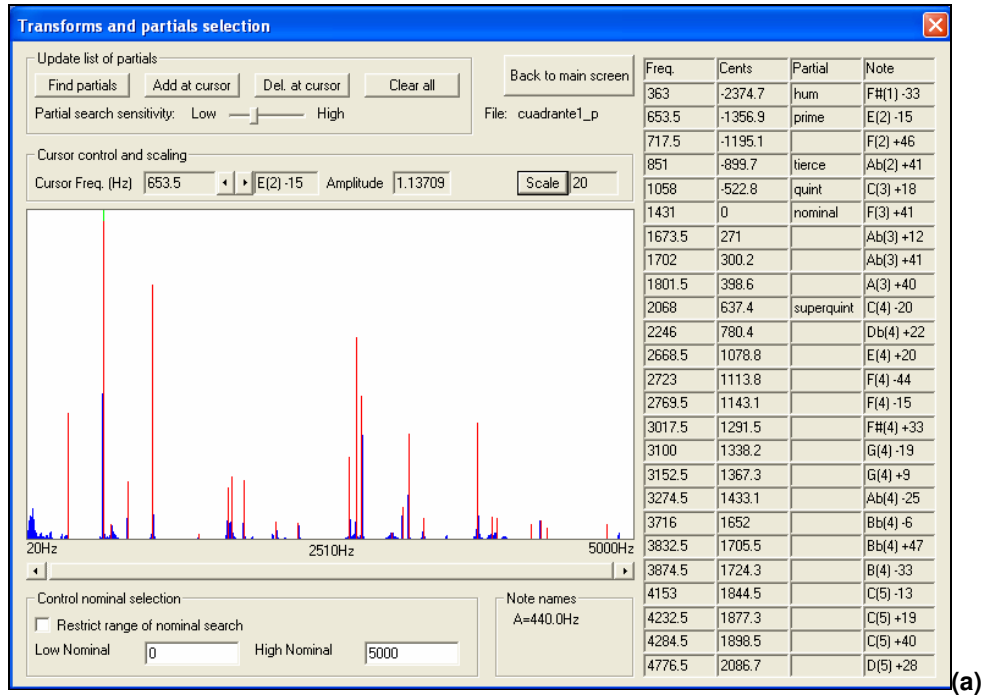 Transforms and partials selection
Update list of partials
Find partials Add at cursor Del. at cursor Clear all
Partial search sensitivity: Low High
Back to main screen
File: cuadrante1_p
Cursor control and scaling
Cursor Freq. (Hz) 653.5 E(2) -15 Amplitude 1.13709 Scale 20
20Hz 2510Hz 5000Hz
Control nominal selection
Restrict range of nominal search
Low Nominal 0 High Nominal 5000
Note names
A=440.0Hz
Freq. Cents Partial Note
363 -2374.7 hum F#(1) -33
653.5 -1356.9 prime E(2) -15
717.5 -1195.1 F(2) +46
851 -899.7 tierce Ab(2) +41
1058 -522.8 quint C(3) +18
1431 0 nominal F(3) +41
1673.5 271 Ab(3) +12
1702 300.2 Ab(3) +41
1801.5 398.6 A(3) +40
2068 637.4 superquint C(4) -20
2246 780.4 Db(4) +22
2668.5 1078.8 E(4) +20
2723 1113.8 F(4) -44
2769.5 1143.1 F(4) -15
3017.5 1291.5 F#(4) +33
3100 1338.2 G(4) -19
3152.5 1367.3 G(4) +9
3274.5 1433.1 Ab(4) -25
3716 1652 Bb(4) -6
3832.5 1705.5 Bb(4) +47
3874.5 1724.3 B(4) -33
4153 1844.5 C(5) -13
4232.5 1877.3 C(5) +19
4284.5 1898.5 C(5) +40
4776.5 2086.7 D(5) +28
(a)